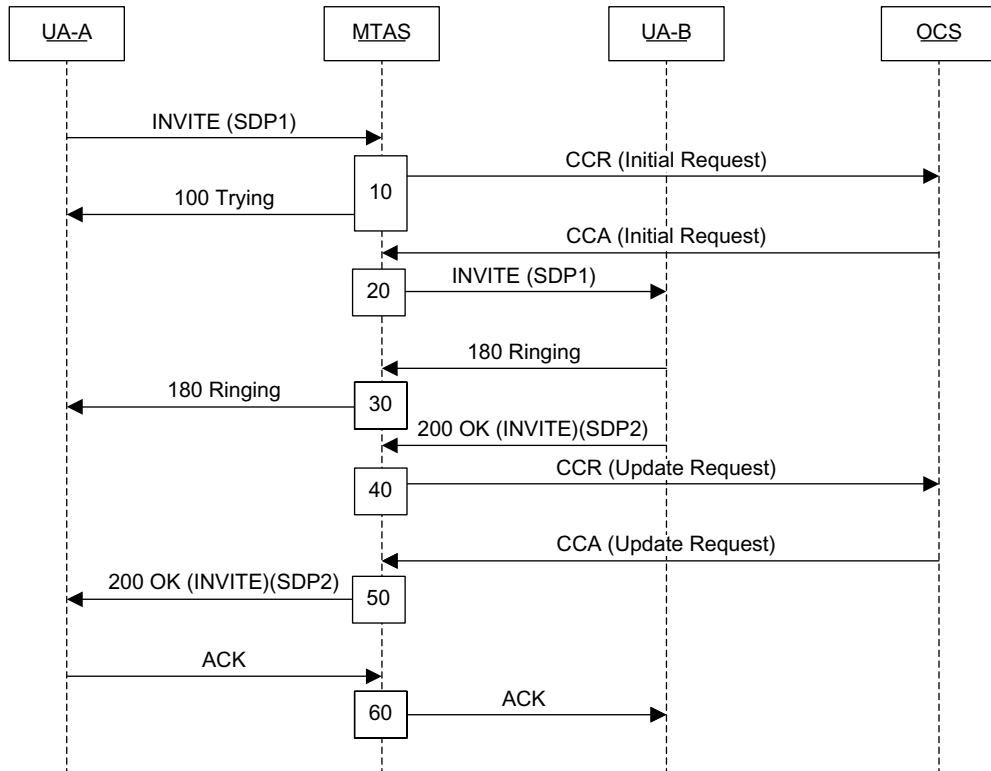 UA-A
MTAS
UA-B
OCS
INVITE (SDP1)
CCR (Initial Request)
10
100 Trying
CCA (Initial Request)
20
INVITE (SDP1)
180 Ringing
180 Ringing
30
200 OK (INVITE)(SDP2)
40
CCR (Update Request)
CCA (Update Request)
200 OK (INVITE)(SDP2)
50
ACK
60
ACK